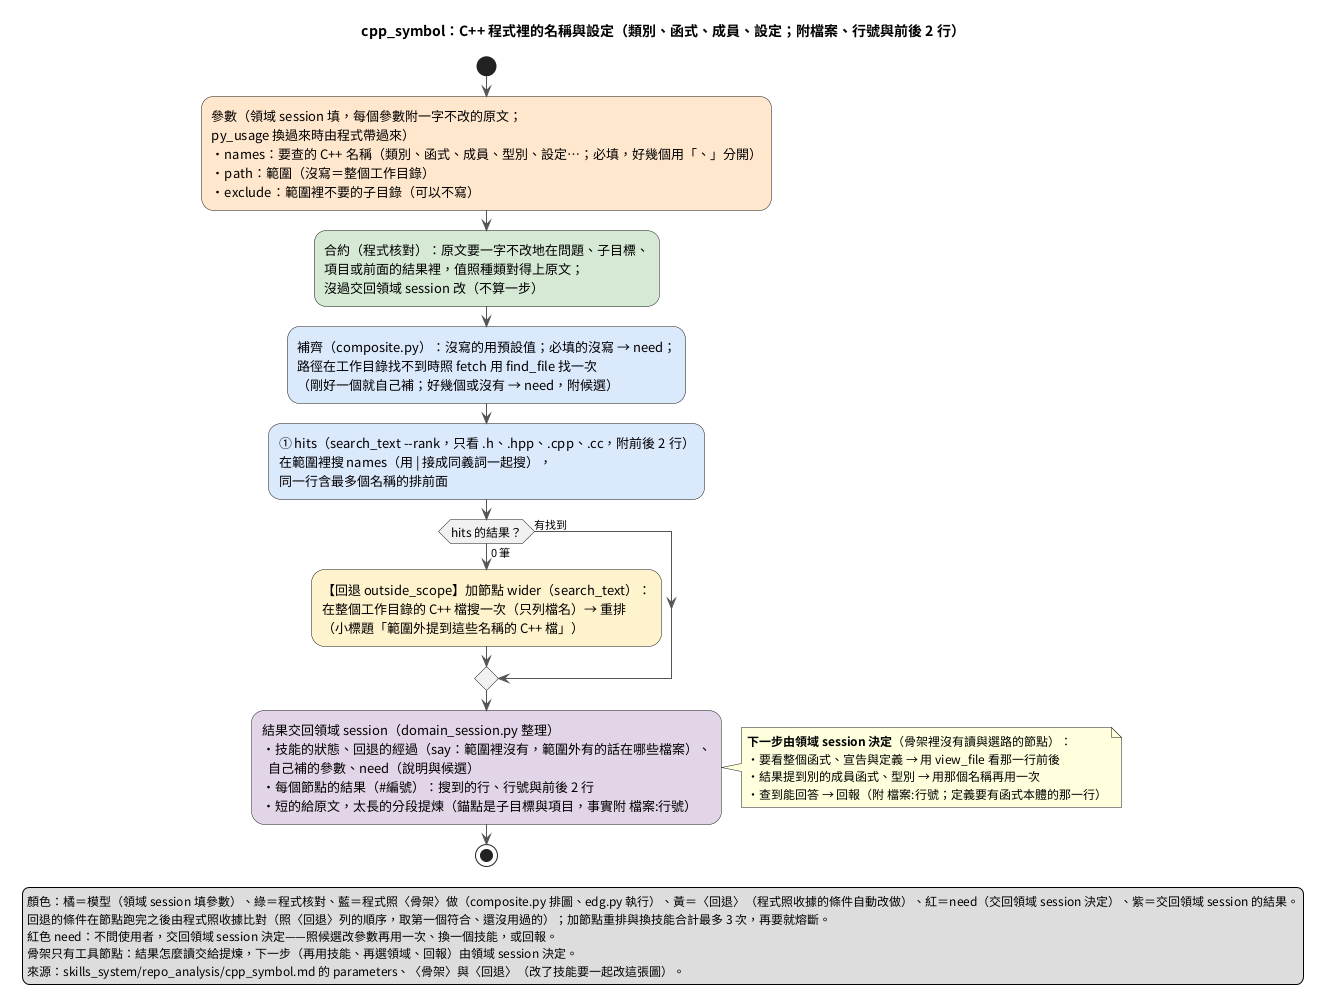 cpp_symbol：C++ 程式裡的名稱與設定（類別、函式、成員、設定；附檔案、行號與前後 2 行）
參數（領域 session 填，每個參數附一字不改的原文；
py_usage 換過來時由程式帶過來）
・names：要查的 C++ 名稱（類別、函式、成員、型別、設定…；必填，好幾個用「、」分開）
・path：範圍（沒寫＝整個工作目錄）
・exclude：範圍裡不要的子目錄（可以不寫）
合約（程式核對）：原文要一字不改地在問題、子目標、
項目或前面的結果裡，值照種類對得上原文；
沒過交回領域 session 改（不算一步）
補齊（composite.py）：沒寫的用預設值；必填的沒寫 → need；
路徑在工作目錄找不到時照 fetch 用 find_file 找一次
（剛好一個就自己補；好幾個或沒有 → need，附候選）
① hits（search_text --rank，只看 .h、.hpp、.cpp、.cc，附前後 2 行）
在範圍裡搜 names（用 | 接成同義詞一起搜），
同一行含最多個名稱的排前面
hits 的結果？
有找到
0 筆
【回退 outside_scope】加節點 wider（search_text）：
在整個工作目錄的 C++ 檔搜一次（只列檔名）→ 重排
（小標題「範圍外提到這些名稱的 C++ 檔」）
結果交回領域 session（domain_session.py 整理）
・技能的狀態、回退的經過（say：範圍裡沒有，範圍外有的話在哪些檔案）、
自己補的參數、need（說明與候選）
・每個節點的結果（#編號）：搜到的行、行號與前後 2 行
・短的給原文，太長的分段提煉（錨點是子目標與項目，事實附 檔案:行號）
下一步由領域 session 決定（骨架裡沒有讀與選路的節點）：
・要看整個函式、宣告與定義 → 用 view_file 看那一行前後
・結果提到別的成員函式、型別 → 用那個名稱再用一次
・查到能回答 → 回報（附 檔案:行號；定義要有函式本體的那一行）
顏色：橘＝模型（領域 session 填參數）、綠＝程式核對、藍＝程式照〈骨架〉做（composite.py 排圖、edg.py 執行）、黃＝〈回退〉（程式照收據的條件自動改做）、紅＝need（交回領域 session 決定）、紫＝交回領域 session 的結果。
回退的條件在節點跑完之後由程式照收據比對（照〈回退〉列的順序，取第一個符合、還沒用過的）；加節點重排與換技能合計最多 3 次，再要就熔斷。
紅色 need：不問使用者，交回領域 session 決定——照候選改參數再用一次、換一個技能，或回報。
骨架只有工具節點：結果怎麼讀交給提煉，下一步（再用技能、再選領域、回報）由領域 session 決定。
來源：skills_system/repo_analysis/cpp_symbol.md 的 parameters、〈骨架〉與〈回退〉（改了技能要一起改這張圖）。